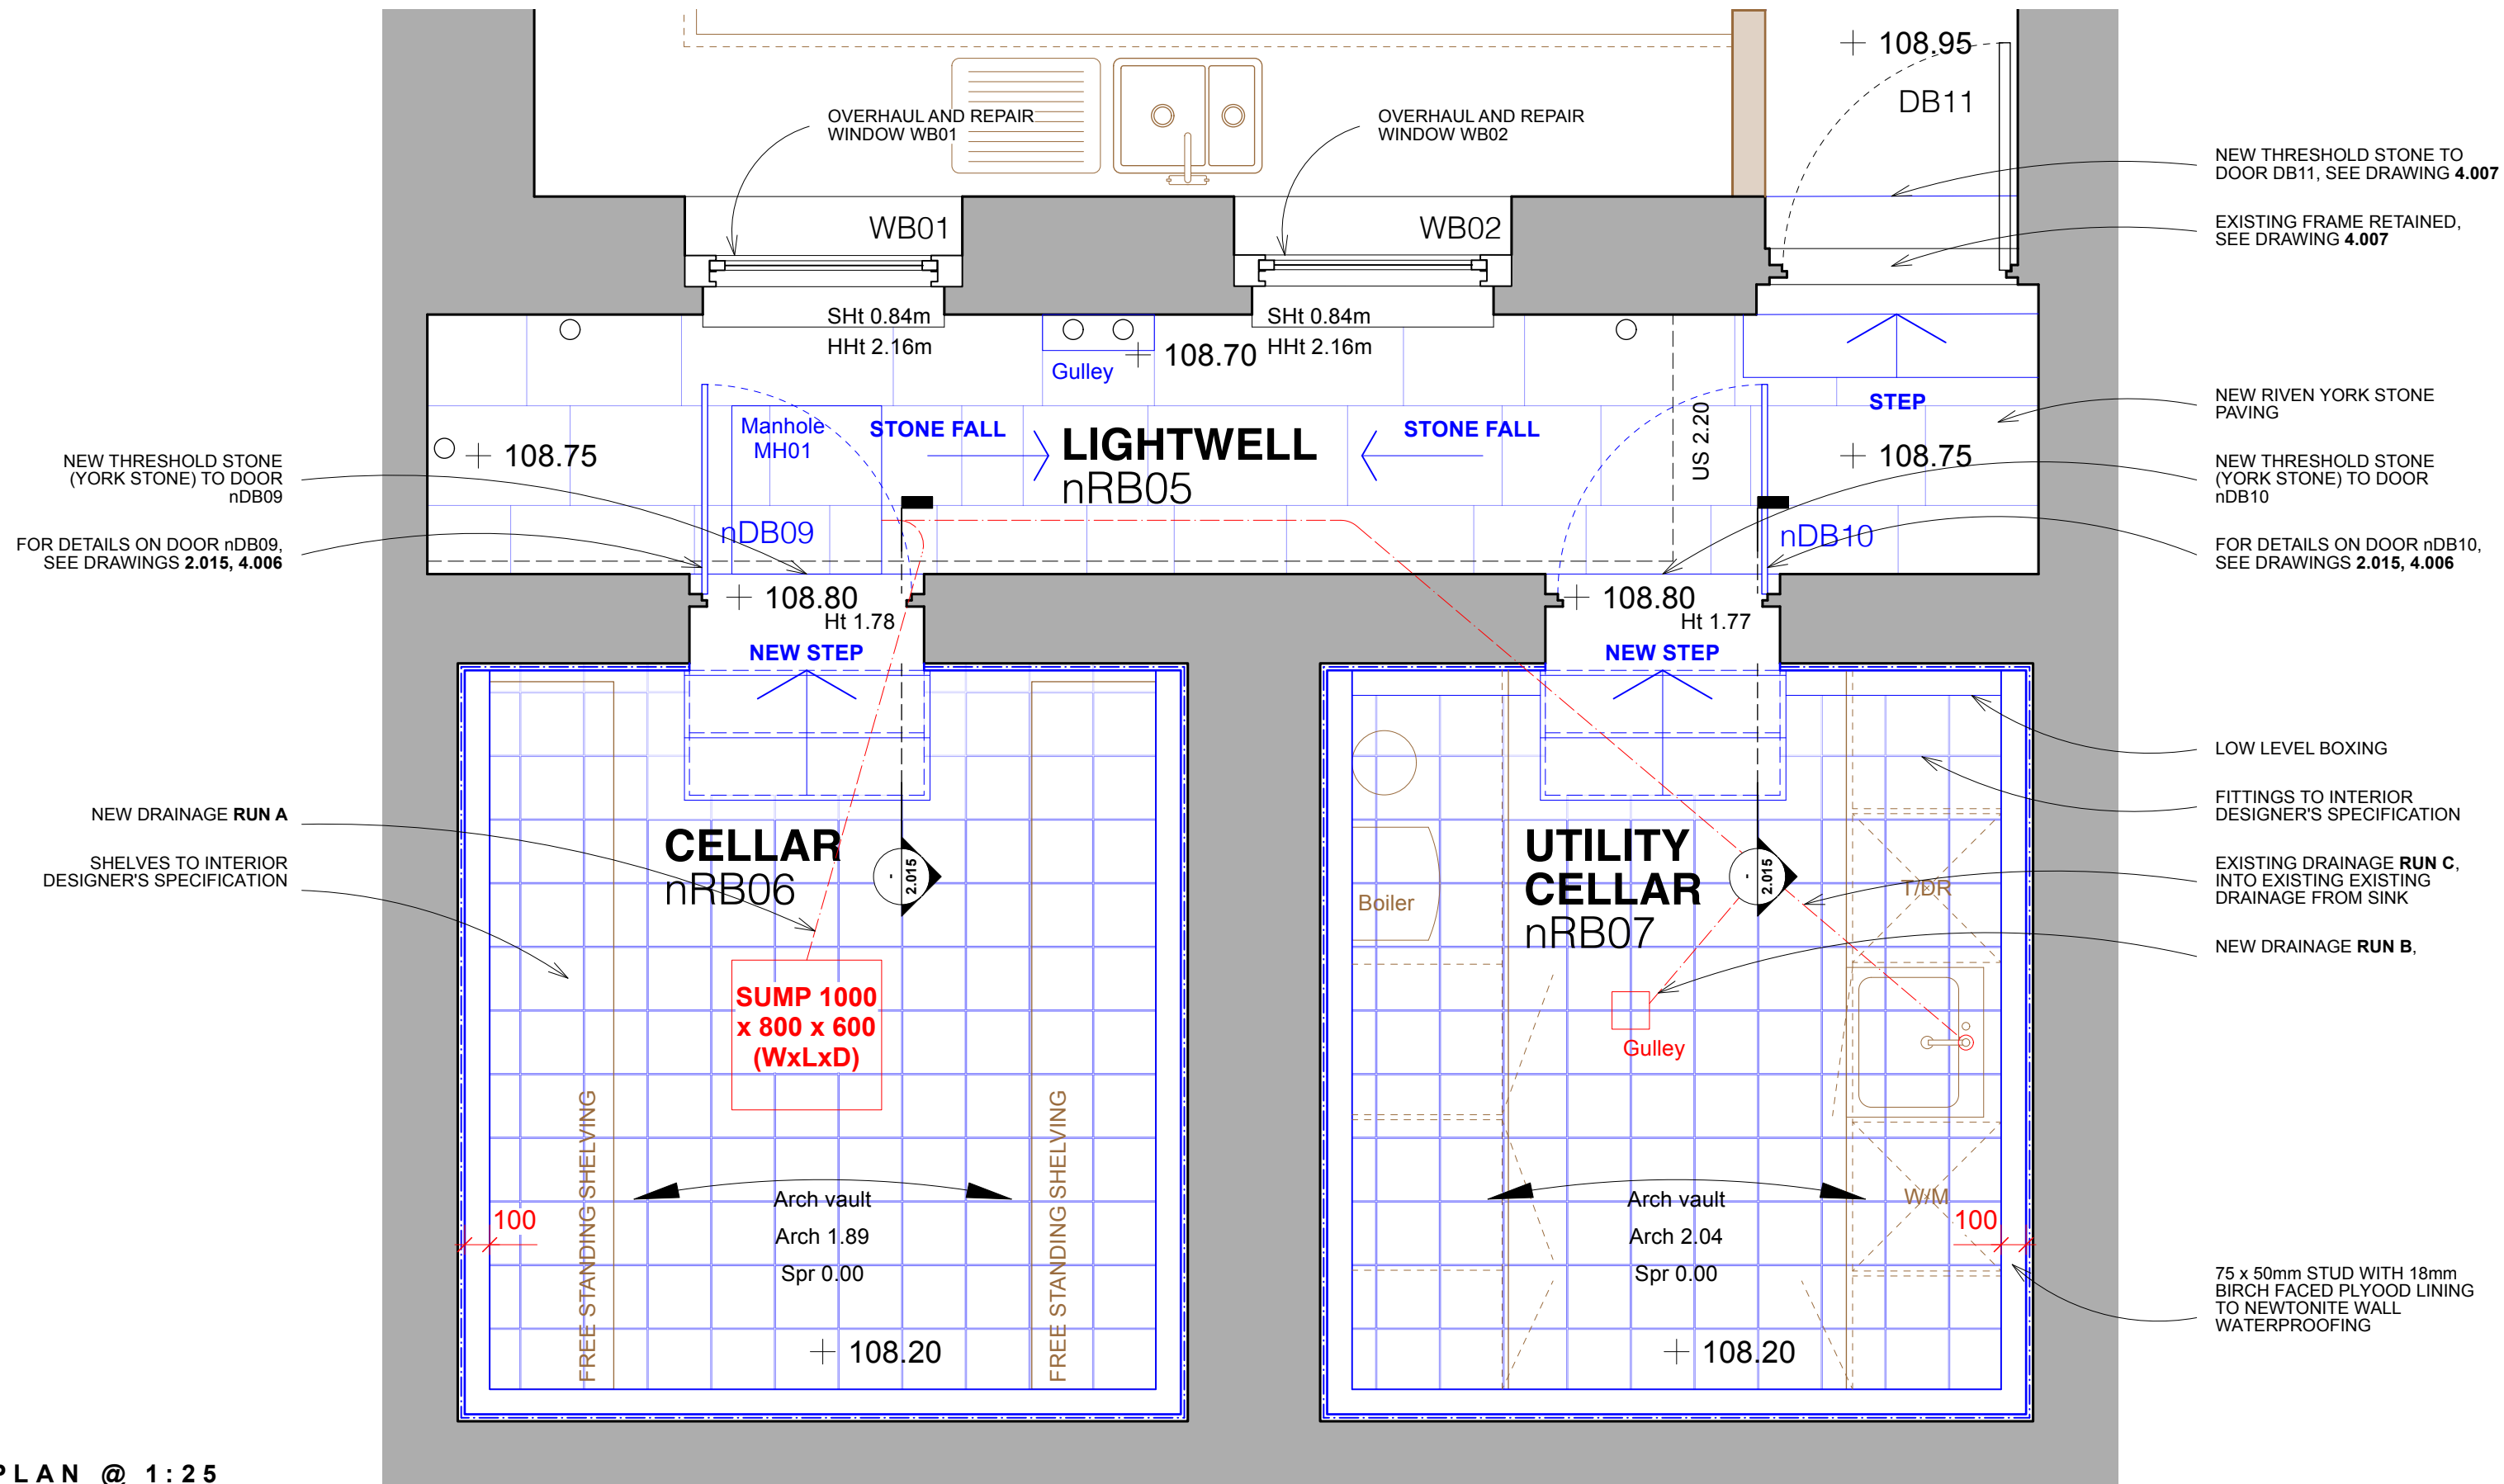 108.95
DB11
OVERHAUL AND REPAIR
WINDOW WB01
OVERHAUL AND REPAIR
WINDOW WB02
NEW THRESHOLD STONE TO
DOOR DB11, SEE DRAWING 4.007
EXISTING FRAME RETAINED,
SEE DRAWING 4.007
WB01
WB02
SHt 0.84m
HHt 2.16m
SHt 0.84m
HHt 2.16m
108.70
Gulley
STEP
NEW RIVEN YORK STONE
PAVING
Manhole
MH01
STONE FALL
STONE FALL
LIGHTWELL
nRB05
US 2.20
108.75
108.75
NEW THRESHOLD STONE
(YORK STONE) TO DOOR
nDB09
NEW THRESHOLD STONE
(YORK STONE) TO DOOR
nDB10
nDB09
nDB10
FOR DETAILS ON DOOR nDB09,
SEE DRAWINGS 2.015, 4.006
FOR DETAILS ON DOOR nDB10,
SEE DRAWINGS 2.015, 4.006
108.80
Ht 1.78
NEW STEP
108.80
Ht 1.77
NEW STEP
LOW LEVEL BOXING
NEW DRAINAGE RUN A
SHELVES TO INTERIOR
DESIGNER'S SPECIFICATION
CELLAR
nRB06
-
2.015
UTILITY
CELLAR
nRB07
-
2.015
Boiler
T/DR
FITTINGS TO INTERIOR
DESIGNER'S SPECIFICATION
EXISTING DRAINAGE RUN C,
INTO EXISTING EXISTING
DRAINAGE FROM SINK
NEW DRAINAGE RUN B,
SUMP 1000
x 800 x 600
(WxLxD)
Gulley
FREE STANDING SHELVING
FREE STANDING SHELVING
100
Arch vault
Arch 1.89
Spr 0.00
Arch vault
Arch 2.04
Spr 0.00
W/M
100
75 x 50mm STUD WITH 18mm
BIRCH FACED PLYOOD LINING
TO NEWTONITE WALL
WATERPROOFING
108.20
108.20
PLAN @ 1:25